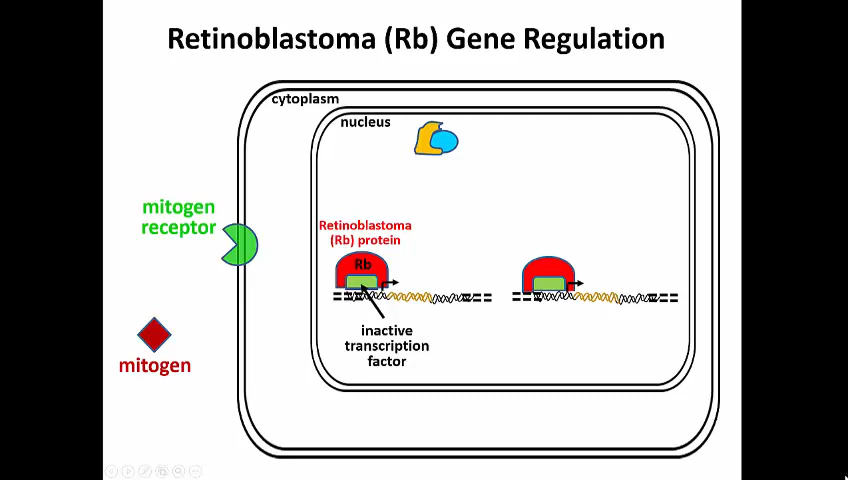 Retinoblastoma (Rb) Gene Regulation
cytoplasm
nucleus
mitogen
receptor
Retinoblastoma
(Rb) protein
Rb
inactive
transcription
factor
mitogen